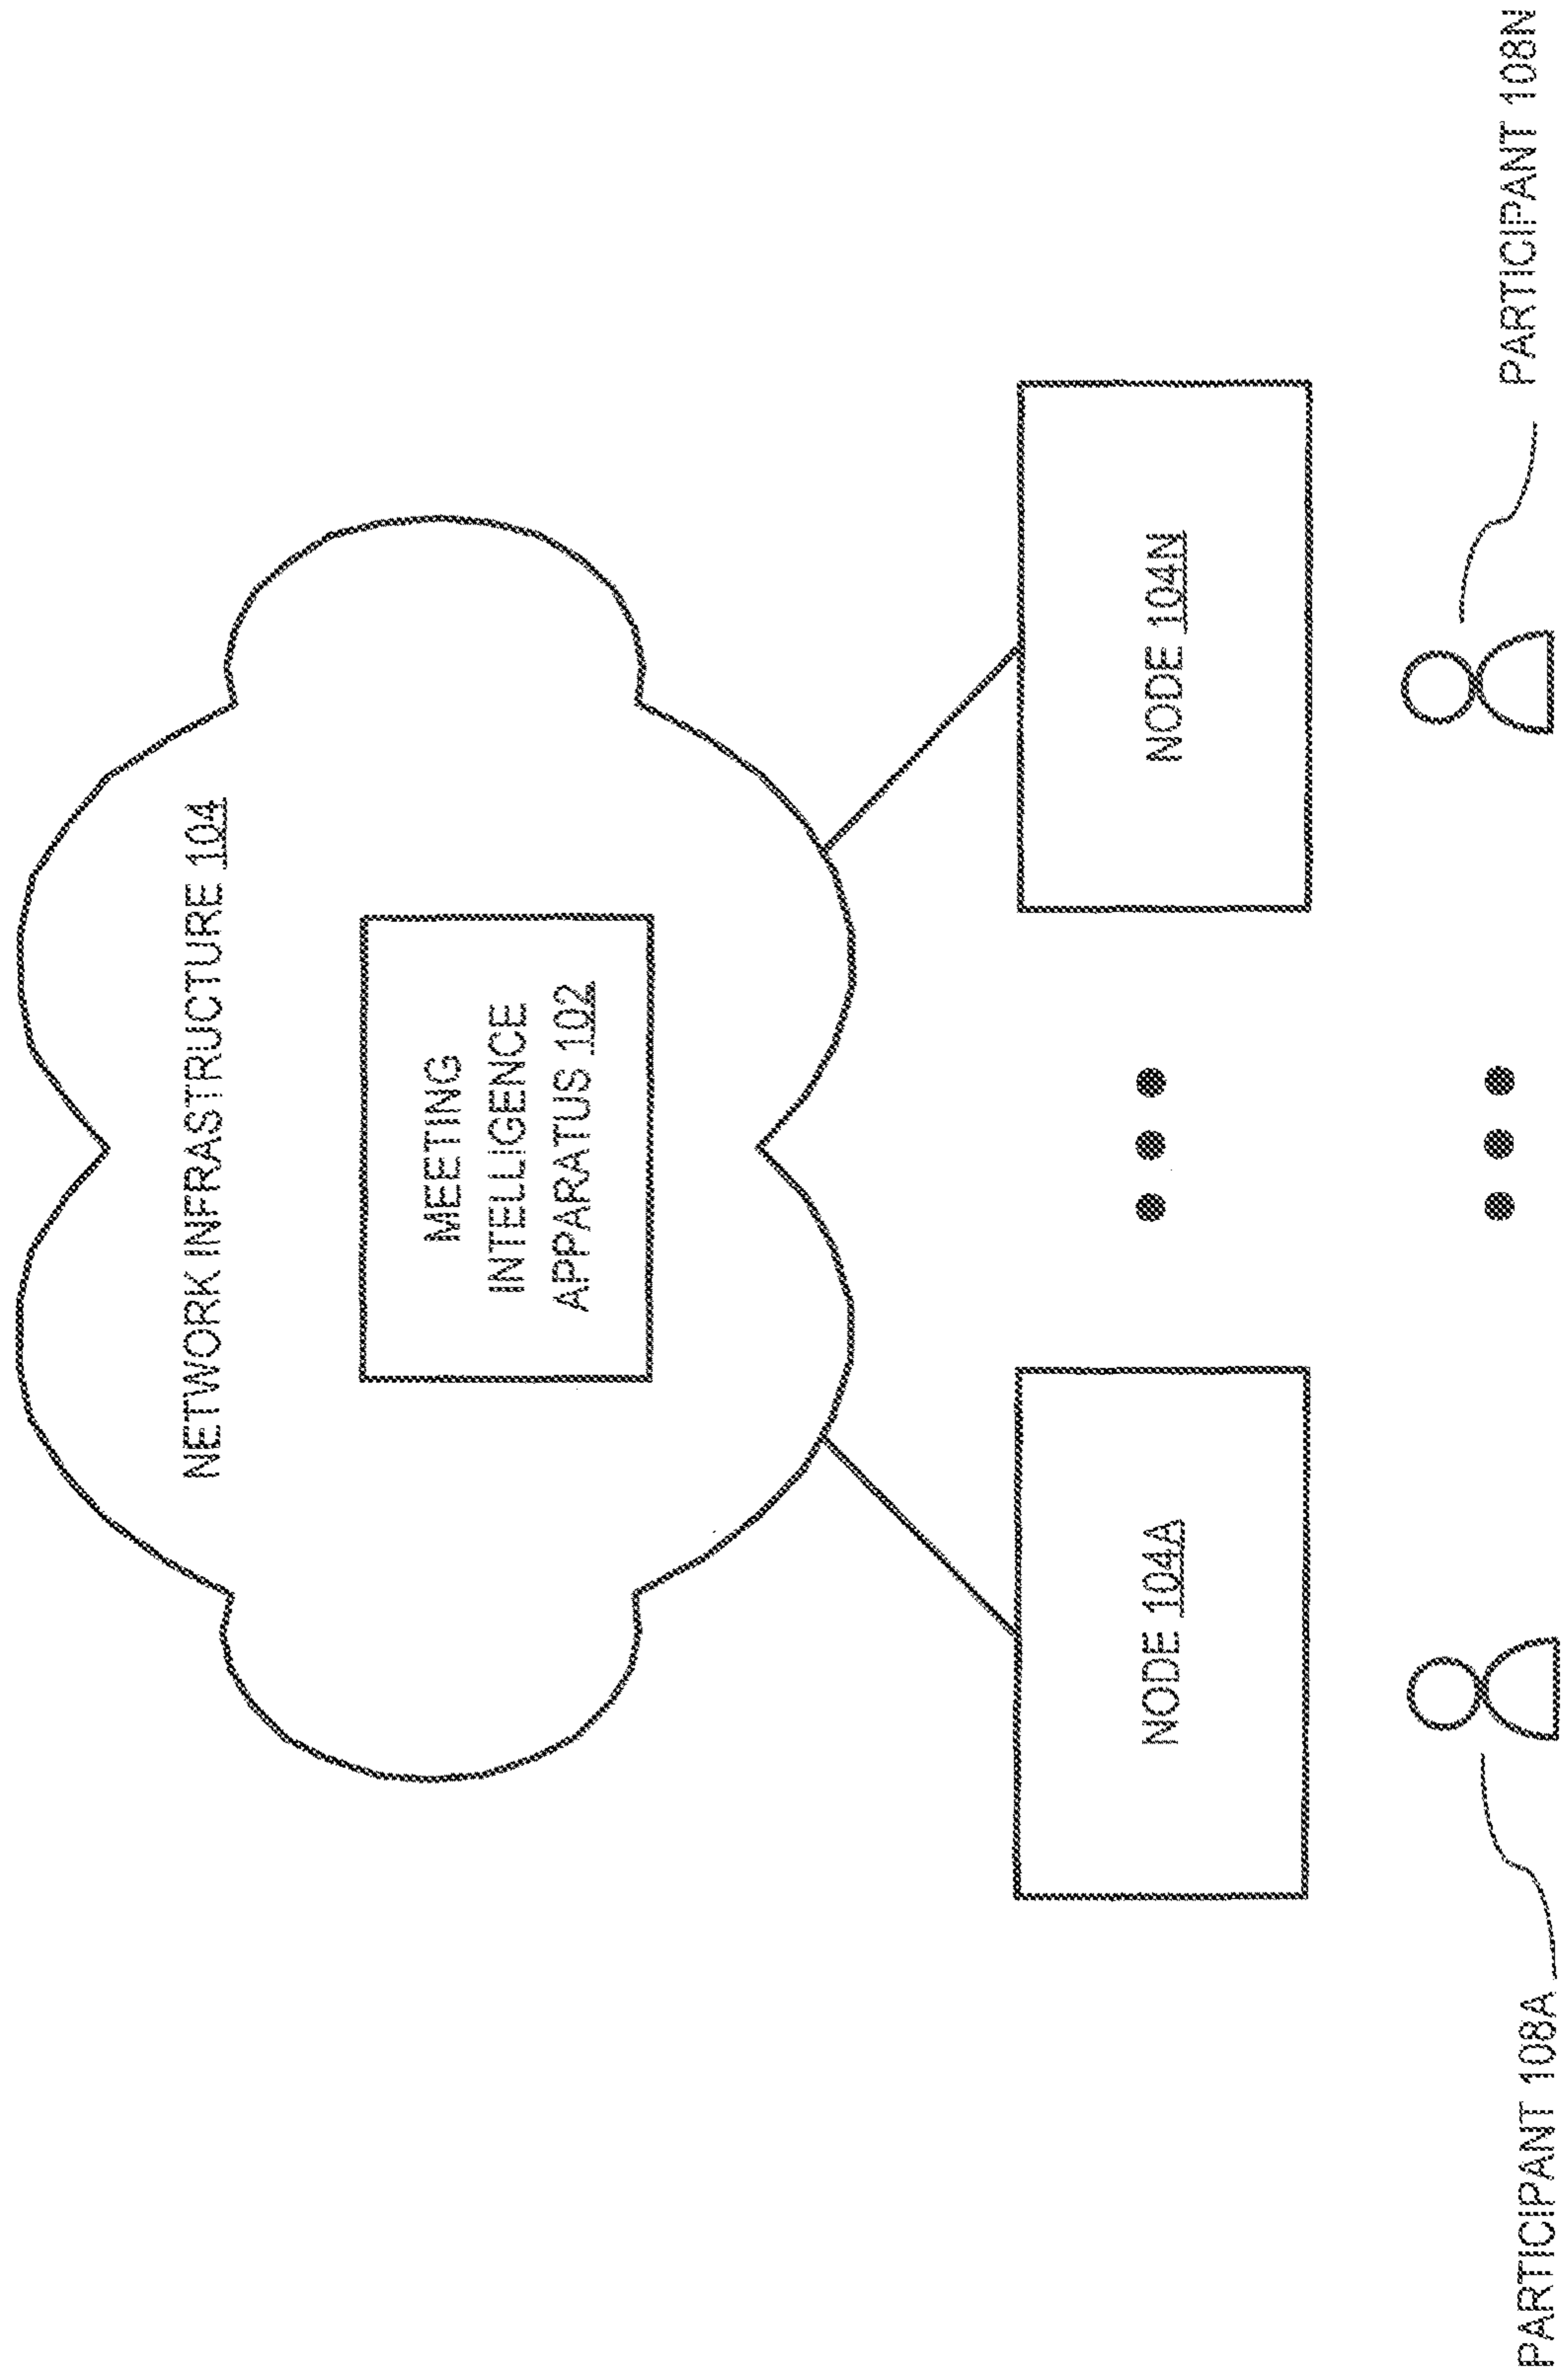 NETWORK INFRASTRUCTURE 104
MEETING
INTELLIGENCE
APPARATUS 102
NODE 104A
NODE 104N
PARTICIPANT 108A
PARTICIPANT 108N